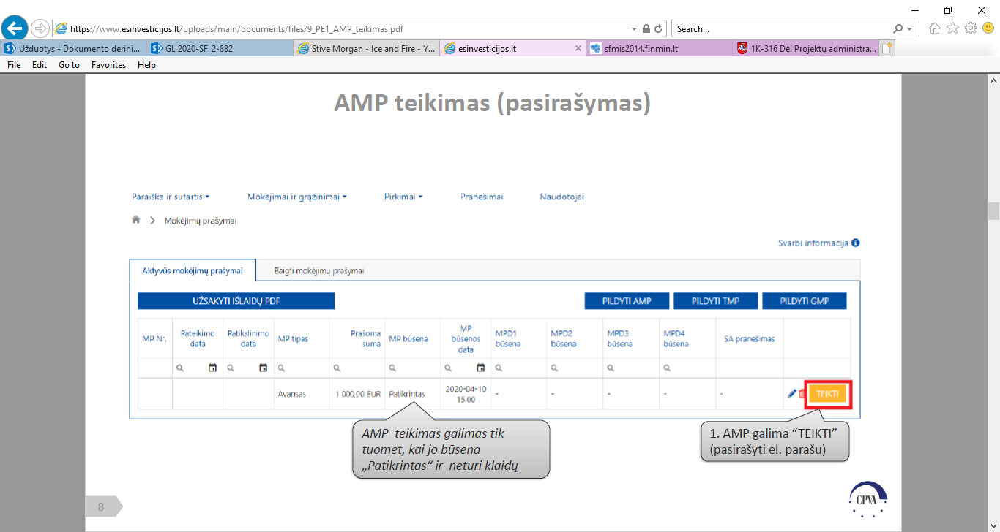 https://www.esinvesticijos.lt/uploads/main/documents/files/9_PE1_AMP_teikimas.pdf
Search...
Užduotys - Dokumento derini...
GL 2020-SF_2-882
Stive Morgan - Ice and Fire - Y...
esinvesticijos.lt
sfmis2014.finmin.lt
1K-316 Dėl Projektų administra...
File Edit Go to Favorites Help
AMP teikimas (pasirašymas)
Paraiška ir sutartis
Mokėjimai ir grąžinimai
Pirkimai
Pranešimai
Naudotojai
Mokėjimų prašymai
Svarbi informacija
Aktyvūs mokėjimų prašymai
Baigti mokėjimų prašymai
UŽSAKYTI IŠLAIDŲ PDF
PILDYTI AMP
PILDYTI TMP
PILDYTI GMP
MP Nr.
Pateikimo
data
Patikslinimo
data
MP tipas
Prašoma
suma
MP būsena
MP
būsenos
data
MPD1
būsena
MPD2
būsena
MPD3
būsena
MPD4
būsena
SA pranešimas
Avansas
1 000,00 EUR
Patikrintas
2020-04-10
15:00
-
-
-
-
-
TEIKTI
AMP teikimas galimas tik
tuomet, kai jo būsena
„Patikrintas“ ir neturi klaidų
1. AMP galima “TEIKTI”
(pasirašyti el. parašu)
8
CPVA